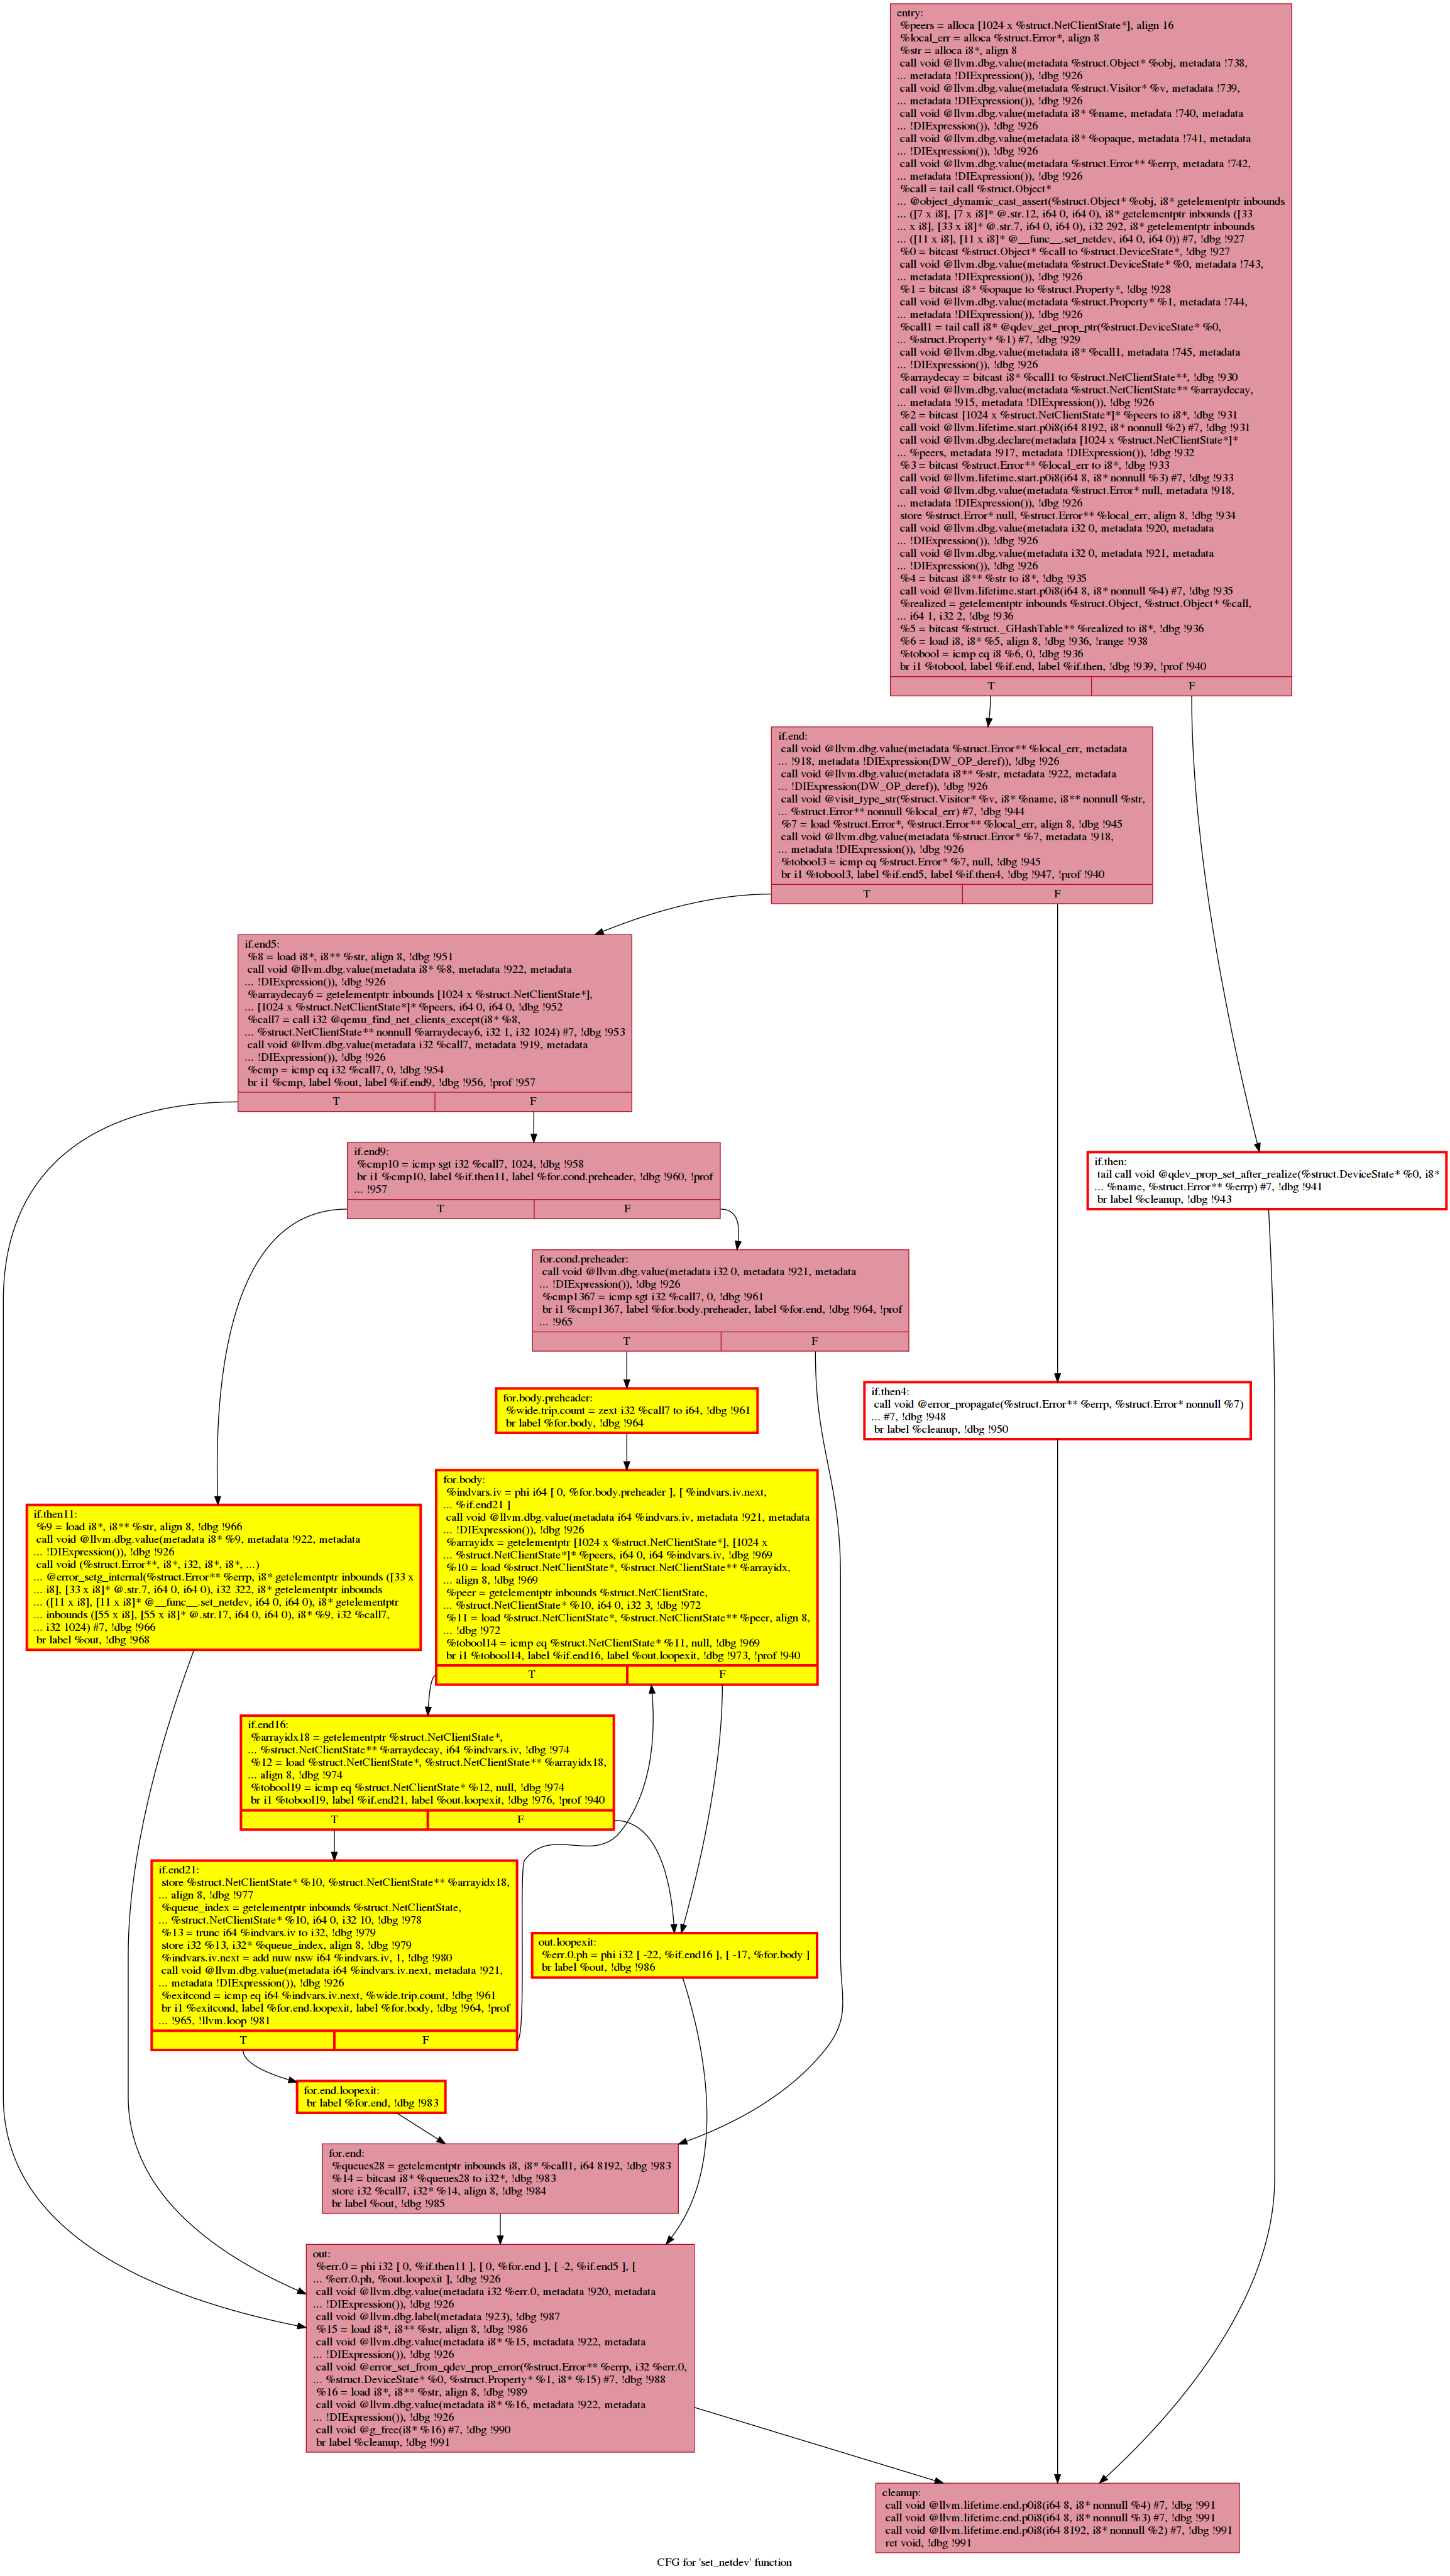 entry:
%peers = alloca [1024 x %struct.NetClientState*], align 16
%local_err = alloca %struct.Error*, align 8
%str = alloca i8*, align 8
call void @llvm.dbg.value(metadata %struct.Object* %obj, metadata !738,
... metadata !DIExpression()), !dbg !926
call void @llvm.dbg.value(metadata %struct.Visitor* %v, metadata !739,
... metadata !DIExpression()), !dbg !926
call void @llvm.dbg.value(metadata i8* %name, metadata !740, metadata
... !DIExpression()), !dbg !926
call void @llvm.dbg.value(metadata i8* %opaque, metadata !741, metadata
... !DIExpression()), !dbg !926
call void @llvm.dbg.value(metadata %struct.Error** %errp, metadata !742,
... metadata !DIExpression()), !dbg !926
%call = tail call %struct.Object*
... @object_dynamic_cast_assert(%struct.Object* %obj, i8* getelementptr inbounds
... ([7 x i8], [7 x i8]* @.str.12, i64 0, i64 0), i8* getelementptr inbounds ([33
... x i8], [33 x i8]* @.str.7, i64 0, i64 0), i32 292, i8* getelementptr inbounds
... ([11 x i8], [11 x i8]* @__func__.set_netdev, i64 0, i64 0)) #7, !dbg !927
%0 = bitcast %struct.Object* %call to %struct.DeviceState*, !dbg !927
call void @llvm.dbg.value(metadata %struct.DeviceState* %0, metadata !743,
... metadata !DIExpression()), !dbg !926
%1 = bitcast i8* %opaque to %struct.Property*, !dbg !928
call void @llvm.dbg.value(metadata %struct.Property* %1, metadata !744,
... metadata !DIExpression()), !dbg !926
%call1 = tail call i8* @qdev_get_prop_ptr(%struct.DeviceState* %0,
... %struct.Property* %1) #7, !dbg !929
call void @llvm.dbg.value(metadata i8* %call1, metadata !745, metadata
... !DIExpression()), !dbg !926
%arraydecay = bitcast i8* %call1 to %struct.NetClientState**, !dbg !930
call void @llvm.dbg.value(metadata %struct.NetClientState** %arraydecay,
... metadata !915, metadata !DIExpression()), !dbg !926
%2 = bitcast [1024 x %struct.NetClientState*]* %peers to i8*, !dbg !931
call void @llvm.lifetime.start.p0i8(i64 8192, i8* nonnull %2) #7, !dbg !931
call void @llvm.dbg.declare(metadata [1024 x %struct.NetClientState*]*
... %peers, metadata !917, metadata !DIExpression()), !dbg !932
%3 = bitcast %struct.Error** %local_err to i8*, !dbg !933
call void @llvm.lifetime.start.p0i8(i64 8, i8* nonnull %3) #7, !dbg !933
call void @llvm.dbg.value(metadata %struct.Error* null, metadata !918,
... metadata !DIExpression()), !dbg !926
store %struct.Error* null, %struct.Error** %local_err, align 8, !dbg !934
call void @llvm.dbg.value(metadata i32 0, metadata !920, metadata
... !DIExpression()), !dbg !926
call void @llvm.dbg.value(metadata i32 0, metadata !921, metadata
... !DIExpression()), !dbg !926
%4 = bitcast i8** %str to i8*, !dbg !935
call void @llvm.lifetime.start.p0i8(i64 8, i8* nonnull %4) #7, !dbg !935
%realized = getelementptr inbounds %struct.Object, %struct.Object* %call,
... i64 1, i32 2, !dbg !936
%5 = bitcast %struct._GHashTable** %realized to i8*, !dbg !936
%6 = load i8, i8* %5, align 8, !dbg !936, !range !938
%tobool = icmp eq i8 %6, 0, !dbg !936
br i1 %tobool, label %if.end, label %if.then, !dbg !939, !prof !940
T F
if.end:
call void @llvm.dbg.value(metadata %struct.Error** %local_err, metadata
... !918, metadata !DIExpression(DW_OP_deref)), !dbg !926
call void @llvm.dbg.value(metadata i8** %str, metadata !922, metadata
... !DIExpression(DW_OP_deref)), !dbg !926
call void @visit_type_str(%struct.Visitor* %v, i8* %name, i8** nonnull %str,
... %struct.Error** nonnull %local_err) #7, !dbg !944
%7 = load %struct.Error*, %struct.Error** %local_err, align 8, !dbg !945
call void @llvm.dbg.value(metadata %struct.Error* %7, metadata !918,
... metadata !DIExpression()), !dbg !926
%tobool3 = icmp eq %struct.Error* %7, null, !dbg !945
br i1 %tobool3, label %if.end5, label %if.then4, !dbg !947, !prof !940
T F
if.end5:
%8 = load i8*, i8** %str, align 8, !dbg !951
call void @llvm.dbg.value(metadata i8* %8, metadata !922, metadata
... !DIExpression()), !dbg !926
%arraydecay6 = getelementptr inbounds [1024 x %struct.NetClientState*],
... [1024 x %struct.NetClientState*]* %peers, i64 0, i64 0, !dbg !952
%call7 = call i32 @qemu_find_net_clients_except(i8* %8,
... %struct.NetClientState** nonnull %arraydecay6, i32 1, i32 1024) #7, !dbg !953
call void @llvm.dbg.value(metadata i32 %call7, metadata !919, metadata
... !DIExpression()), !dbg !926
%cmp = icmp eq i32 %call7, 0, !dbg !954
br i1 %cmp, label %out, label %if.end9, !dbg !956, !prof !957
T F
if.end9:
%cmp10 = icmp sgt i32 %call7, 1024, !dbg !958
br i1 %cmp10, label %if.then11, label %for.cond.preheader, !dbg !960, !prof
... !957
T F
if.then:
tail call void @qdev_prop_set_after_realize(%struct.DeviceState* %0, i8*
... %name, %struct.Error** %errp) #7, !dbg !941
br label %cleanup, !dbg !943
for.cond.preheader:
call void @llvm.dbg.value(metadata i32 0, metadata !921, metadata
... !DIExpression()), !dbg !926
%cmp1367 = icmp sgt i32 %call7, 0, !dbg !961
br i1 %cmp1367, label %for.body.preheader, label %for.end, !dbg !964, !prof
... !965
T F
for.body.preheader:
%wide.trip.count = zext i32 %call7 to i64, !dbg !961
br label %for.body, !dbg !964
if.then4:
call void @error_propagate(%struct.Error** %errp, %struct.Error* nonnull %7)
... #7, !dbg !948
br label %cleanup, !dbg !950
for.body:
%indvars.iv = phi i64 [ 0, %for.body.preheader ], [ %indvars.iv.next,
... %if.end21 ]
call void @llvm.dbg.value(metadata i64 %indvars.iv, metadata !921, metadata
... !DIExpression()), !dbg !926
%arrayidx = getelementptr [1024 x %struct.NetClientState*], [1024 x
... %struct.NetClientState*]* %peers, i64 0, i64 %indvars.iv, !dbg !969
%10 = load %struct.NetClientState*, %struct.NetClientState** %arrayidx,
... align 8, !dbg !969
%peer = getelementptr inbounds %struct.NetClientState,
... %struct.NetClientState* %10, i64 0, i32 3, !dbg !972
%11 = load %struct.NetClientState*, %struct.NetClientState** %peer, align 8,
... !dbg !972
%tobool14 = icmp eq %struct.NetClientState* %11, null, !dbg !969
br i1 %tobool14, label %if.end16, label %out.loopexit, !dbg !973, !prof !940
T F
if.then11:
%9 = load i8*, i8** %str, align 8, !dbg !966
call void @llvm.dbg.value(metadata i8* %9, metadata !922, metadata
... !DIExpression()), !dbg !926
call void (%struct.Error**, i8*, i32, i8*, i8*, ...)
... @error_setg_internal(%struct.Error** %errp, i8* getelementptr inbounds ([33 x
... i8], [33 x i8]* @.str.7, i64 0, i64 0), i32 322, i8* getelementptr inbounds
... ([11 x i8], [11 x i8]* @__func__.set_netdev, i64 0, i64 0), i8* getelementptr
... inbounds ([55 x i8], [55 x i8]* @.str.17, i64 0, i64 0), i8* %9, i32 %call7,
... i32 1024) #7, !dbg !966
br label %out, !dbg !968
if.end16:
%arrayidx18 = getelementptr %struct.NetClientState*,
... %struct.NetClientState** %arraydecay, i64 %indvars.iv, !dbg !974
%12 = load %struct.NetClientState*, %struct.NetClientState** %arrayidx18,
... align 8, !dbg !974
%tobool19 = icmp eq %struct.NetClientState* %12, null, !dbg !974
br i1 %tobool19, label %if.end21, label %out.loopexit, !dbg !976, !prof !940
T F
if.end21:
store %struct.NetClientState* %10, %struct.NetClientState** %arrayidx18,
... align 8, !dbg !977
%queue_index = getelementptr inbounds %struct.NetClientState,
... %struct.NetClientState* %10, i64 0, i32 10, !dbg !978
%13 = trunc i64 %indvars.iv to i32, !dbg !979
store i32 %13, i32* %queue_index, align 8, !dbg !979
%indvars.iv.next = add nuw nsw i64 %indvars.iv, 1, !dbg !980
call void @llvm.dbg.value(metadata i64 %indvars.iv.next, metadata !921,
... metadata !DIExpression()), !dbg !926
%exitcond = icmp eq i64 %indvars.iv.next, %wide.trip.count, !dbg !961
br i1 %exitcond, label %for.end.loopexit, label %for.body, !dbg !964, !prof
... !965, !llvm.loop !981
T F
out.loopexit:
%err.0.ph = phi i32 [ -22, %if.end16 ], [ -17, %for.body ]
br label %out, !dbg !986
for.end.loopexit:
br label %for.end, !dbg !983
for.end:
%queues28 = getelementptr inbounds i8, i8* %call1, i64 8192, !dbg !983
%14 = bitcast i8* %queues28 to i32*, !dbg !983
store i32 %call7, i32* %14, align 8, !dbg !984
br label %out, !dbg !985
out:
%err.0 = phi i32 [ 0, %if.then11 ], [ 0, %for.end ], [ -2, %if.end5 ], [
... %err.0.ph, %out.loopexit ], !dbg !926
call void @llvm.dbg.value(metadata i32 %err.0, metadata !920, metadata
... !DIExpression()), !dbg !926
call void @llvm.dbg.label(metadata !923), !dbg !987
%15 = load i8*, i8** %str, align 8, !dbg !986
call void @llvm.dbg.value(metadata i8* %15, metadata !922, metadata
... !DIExpression()), !dbg !926
call void @error_set_from_qdev_prop_error(%struct.Error** %errp, i32 %err.0,
... %struct.DeviceState* %0, %struct.Property* %1, i8* %15) #7, !dbg !988
%16 = load i8*, i8** %str, align 8, !dbg !989
call void @llvm.dbg.value(metadata i8* %16, metadata !922, metadata
... !DIExpression()), !dbg !926
call void @g_free(i8* %16) #7, !dbg !990
br label %cleanup, !dbg !991
cleanup:
call void @llvm.lifetime.end.p0i8(i64 8, i8* nonnull %4) #7, !dbg !991
call void @llvm.lifetime.end.p0i8(i64 8, i8* nonnull %3) #7, !dbg !991
call void @llvm.lifetime.end.p0i8(i64 8192, i8* nonnull %2) #7, !dbg !991
ret void, !dbg !991
CFG for 'set_netdev' function